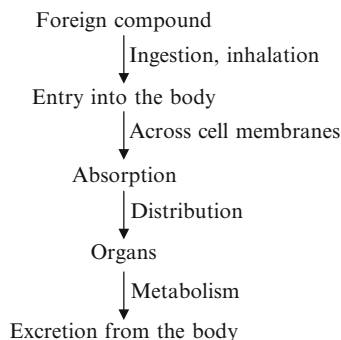 Foreign compound
Ingestion, inhalation
Entry into the body
Across cell membranes
Absorption
Distribution
Organs
Metabolism
Excretion from the body